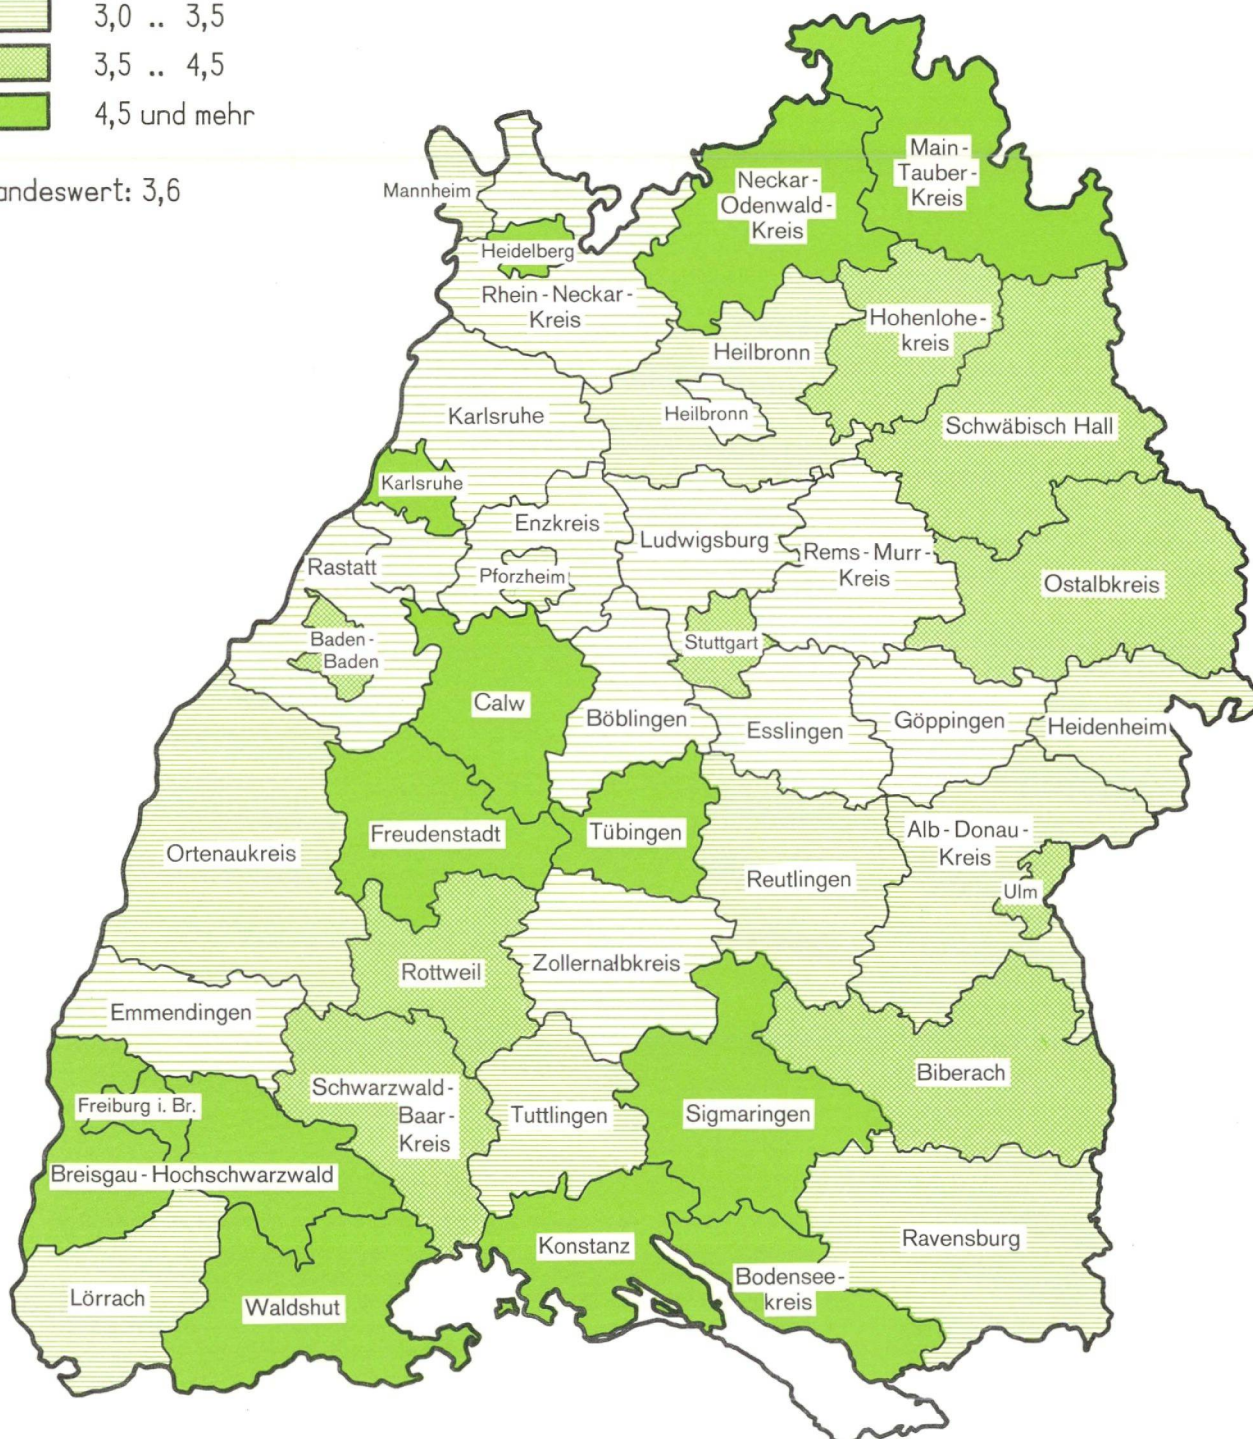 3,0 .. 3,5
3,5 .. 4,5
4,5 und mehr
andeswert: 3,6
Main-
Tauber-
Kreis
Neckar-
Odenwald-
Kreis
Mannheim
Heidelberg
Rhein-Neckar-
Kreis
Hohenlohe-
kreis
Heilbronn
Heilbronn
Karlsruhe
Schwäbisch Hall
Karlsruhe
Enzkreis
Ludwigsburg
Rems-Murr-
Kreis
Rastatt
Pforzheim
Ostalbkreis
Baden-
Baden
Stuttgart
Calw
Böblingen
Esslingen
Göppingen
Heidenheim
Freudenstadt
Tübingen
Alb-Donau-
Kreis
Ortenaukreis
Reutlingen
Ulm
Rottweil
Zollernalbkreis
Emmendingen
Biberach
Schwarzwald-
Baar-
Kreis
Freiburg i. Br.
Tuttlingen
Sigmaringen
Breisgau-Hochschwarzwald
Konstanz
Ravensburg
Bodensee-
kreis
Lörrach
Waldshut